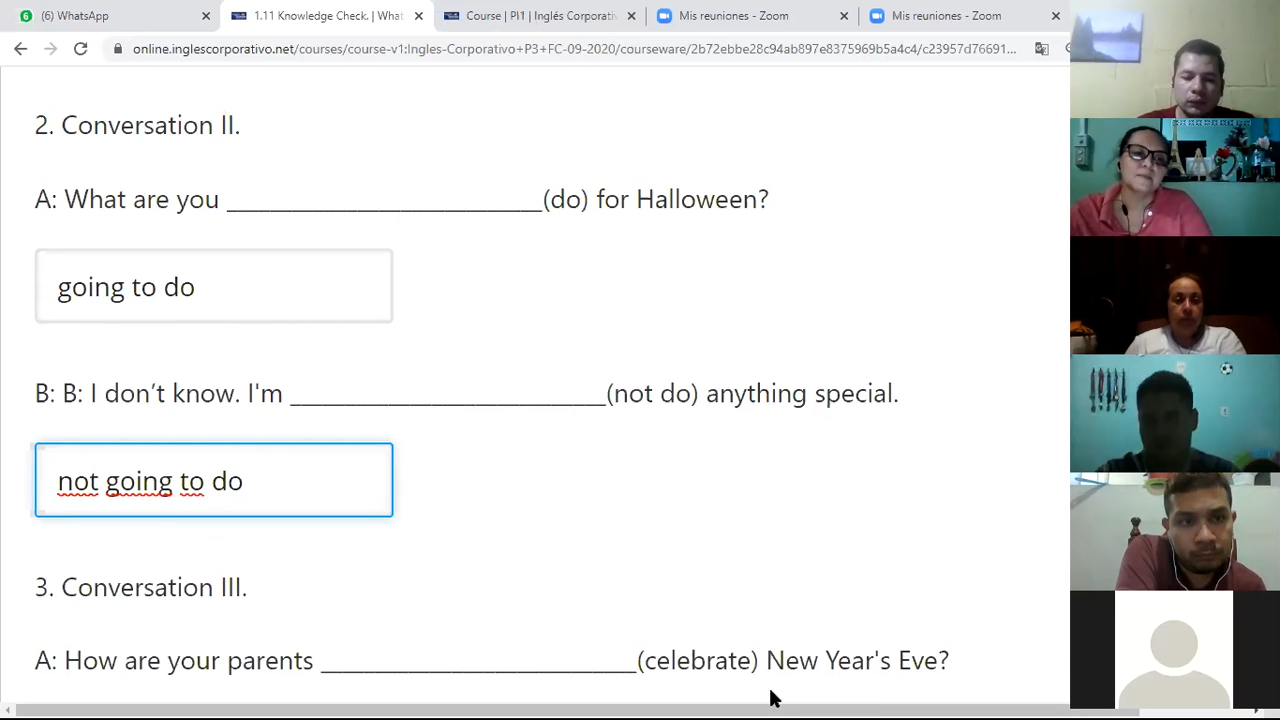 6 (6) WhatsApp
1.11 Knowledge Check. | What
Course | PI1 | Inglés Corporativ
Mis reuniones - Zoom
Mis reuniones - Zoom
online.inglescorporativo.net/courses/course-v1:Ingles-Corporativo+P3+FC-09-2020/courseware/2b72ebbe28c94ab897e8375969b5a4c4/c23957d76691...
2. Conversation II.
A: What are you __________________________(do) for Halloween?
going to do
B: B: I don’t know. I'm __________________________(not do) anything special.
not going to do
3. Conversation III.
A: How are your parents __________________________(celebrate) New Year's Eve?